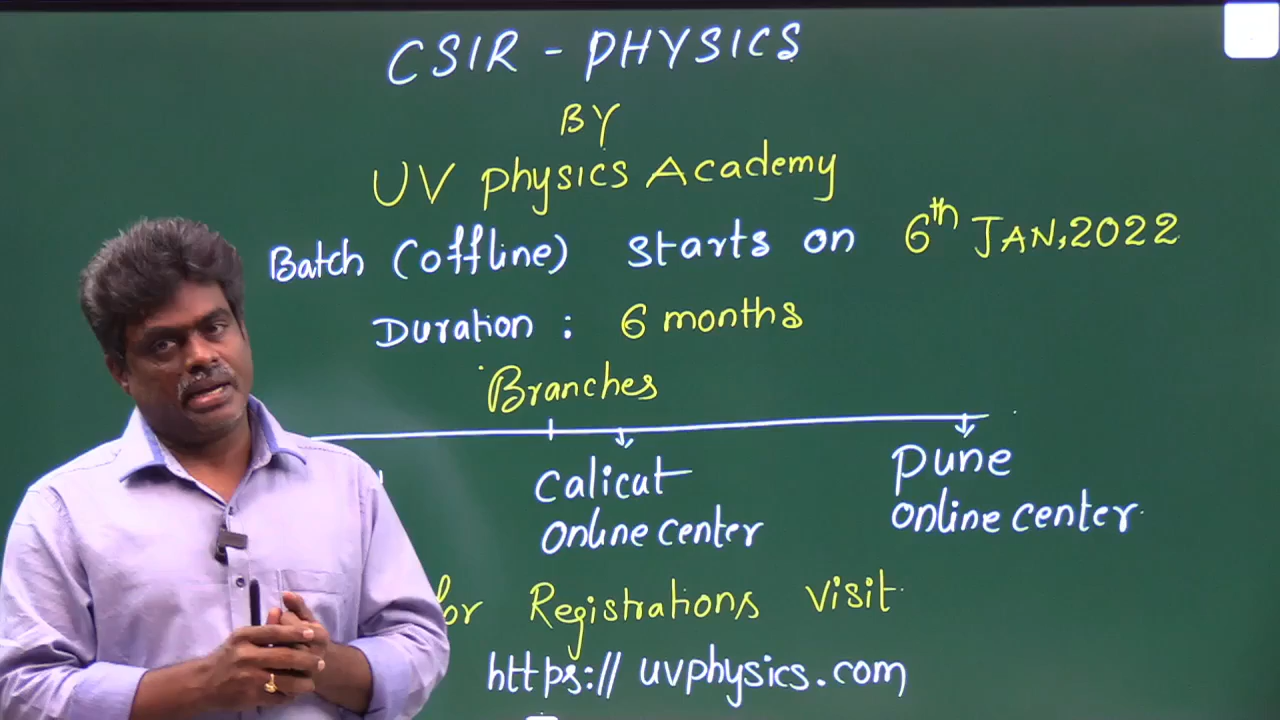 CSIR - PHYSICS
BY
UV physics Academy
Batch (offline) starts on 6th JAN, 2022
Duration : 6 months
Branches
Calicut Pune
online center online center
for Registrations visit
https:// uvphysics.com